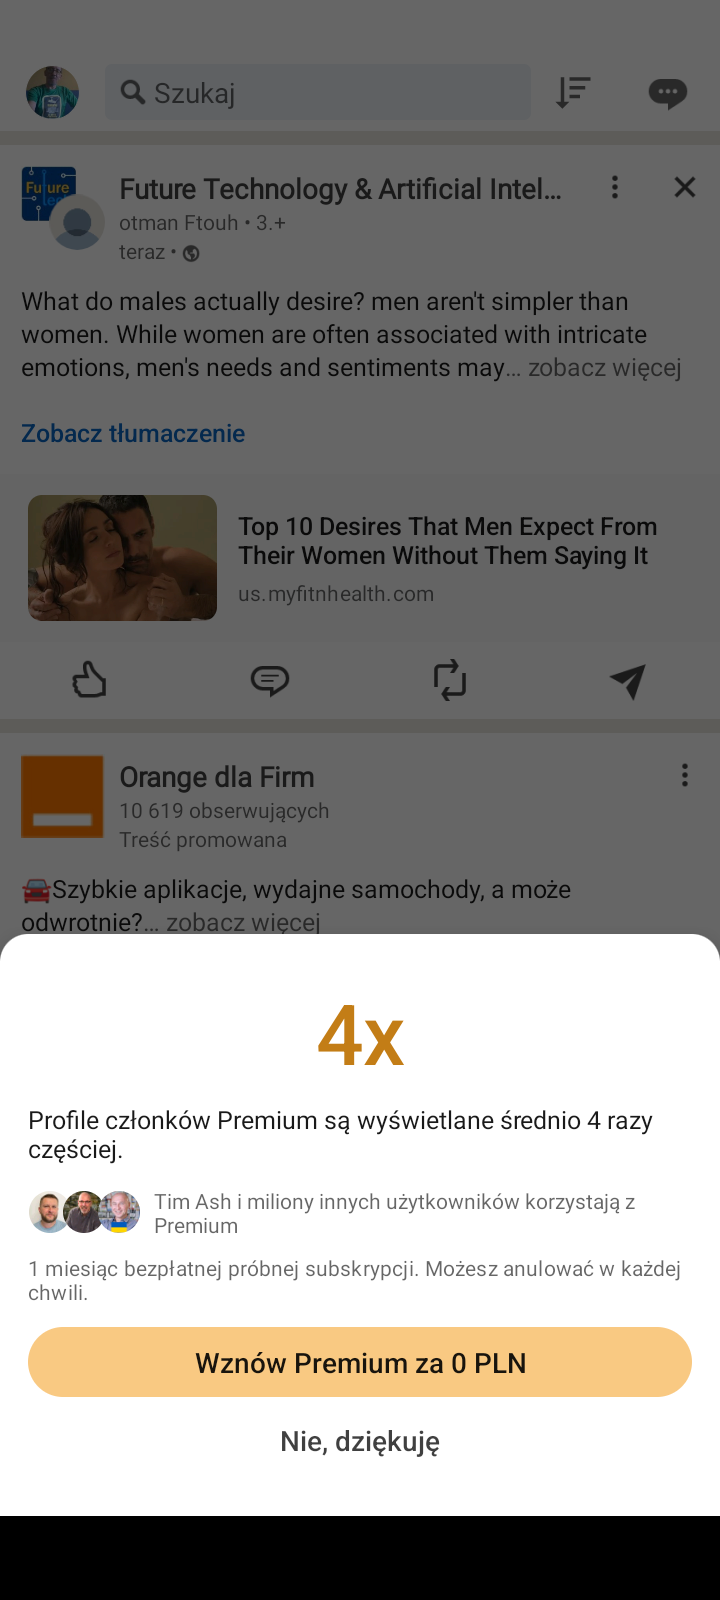 Szukaj
Future
tech
Future Technology & Artificial Intel...
otman Ftouh • 3.+
teraz •
What do males actually desire? men aren't simpler than
women. While women are often associated with intricate
emotions, men's needs and sentiments may... zobacz więcej
Zobacz tłumaczenie
Top 10 Desires That Men Expect From
Their Women Without Them Saying It
us.myfitnhealth.com
Orange dla Firm
10 619 obserwujących
Treść promowana
🚘Szybkie aplikacje, wydajne samochody, a może
odwrotnie?... zobacz więcej
4x
Profile członków Premium są wyświetlane średnio 4 razy
częściej.
Tim Ash i miliony innych użytkowników korzystają z
Premium
1 miesiąc bezpłatnej próbnej subskrypcji. Możesz anulować w każdej
chwili.
Wznów Premium za 0 PLN
Nie, dziękuję